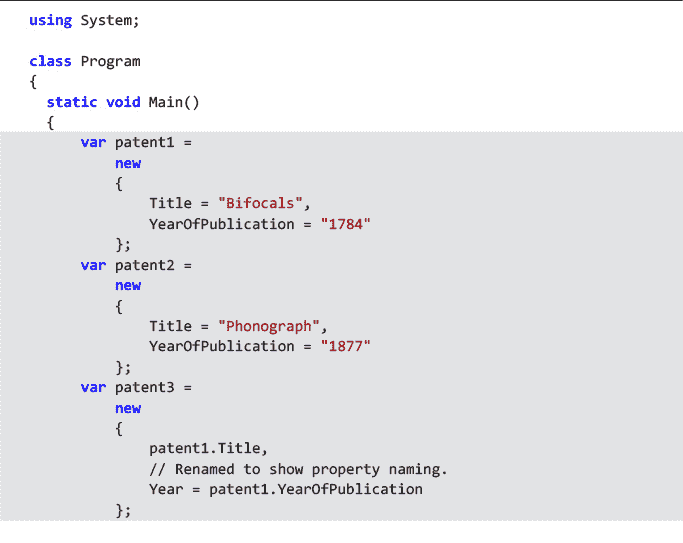 using System;
class Program
{
static void Main()
{
var patent1 =
new
{
Title = "Bifocals",
YearOfPublication = "1784"
};
var patent2 =
new
{
Title = "Phonograph",
YearOfPublication = "1877"
};
var patent3 =
new
{
patent1.Title,
// Renamed to show property naming.
Year = patent1.YearOfPublication
};